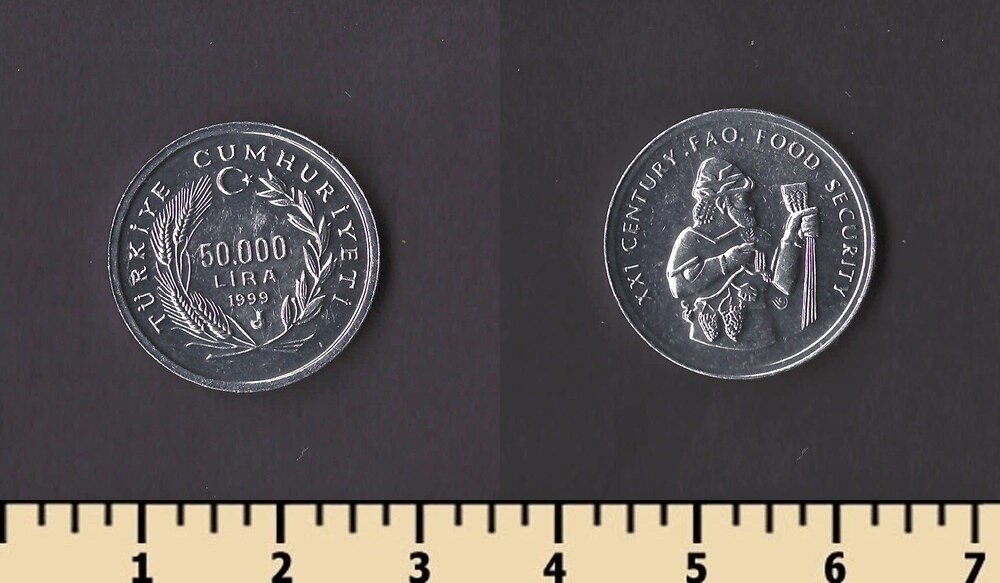 TÜRKİYE CUMHURİYETİ
50.000
LİRA
1999
XXI CENTURY.FAO. FOOD SECURITY
1 2 3 4 5 6 7